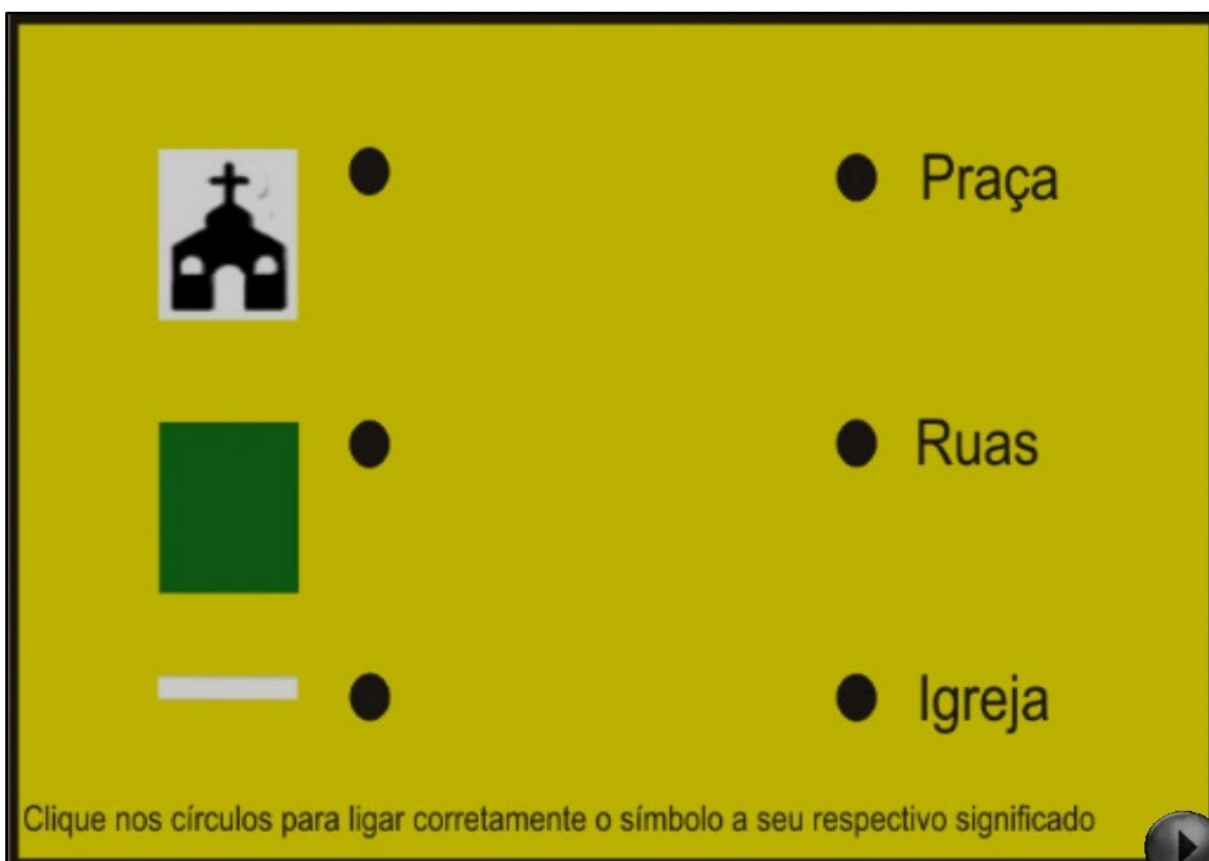 Praça
Ruas
Igreja
Clique nos círculos para ligar corretamente o símbolo a seu respectivo significado